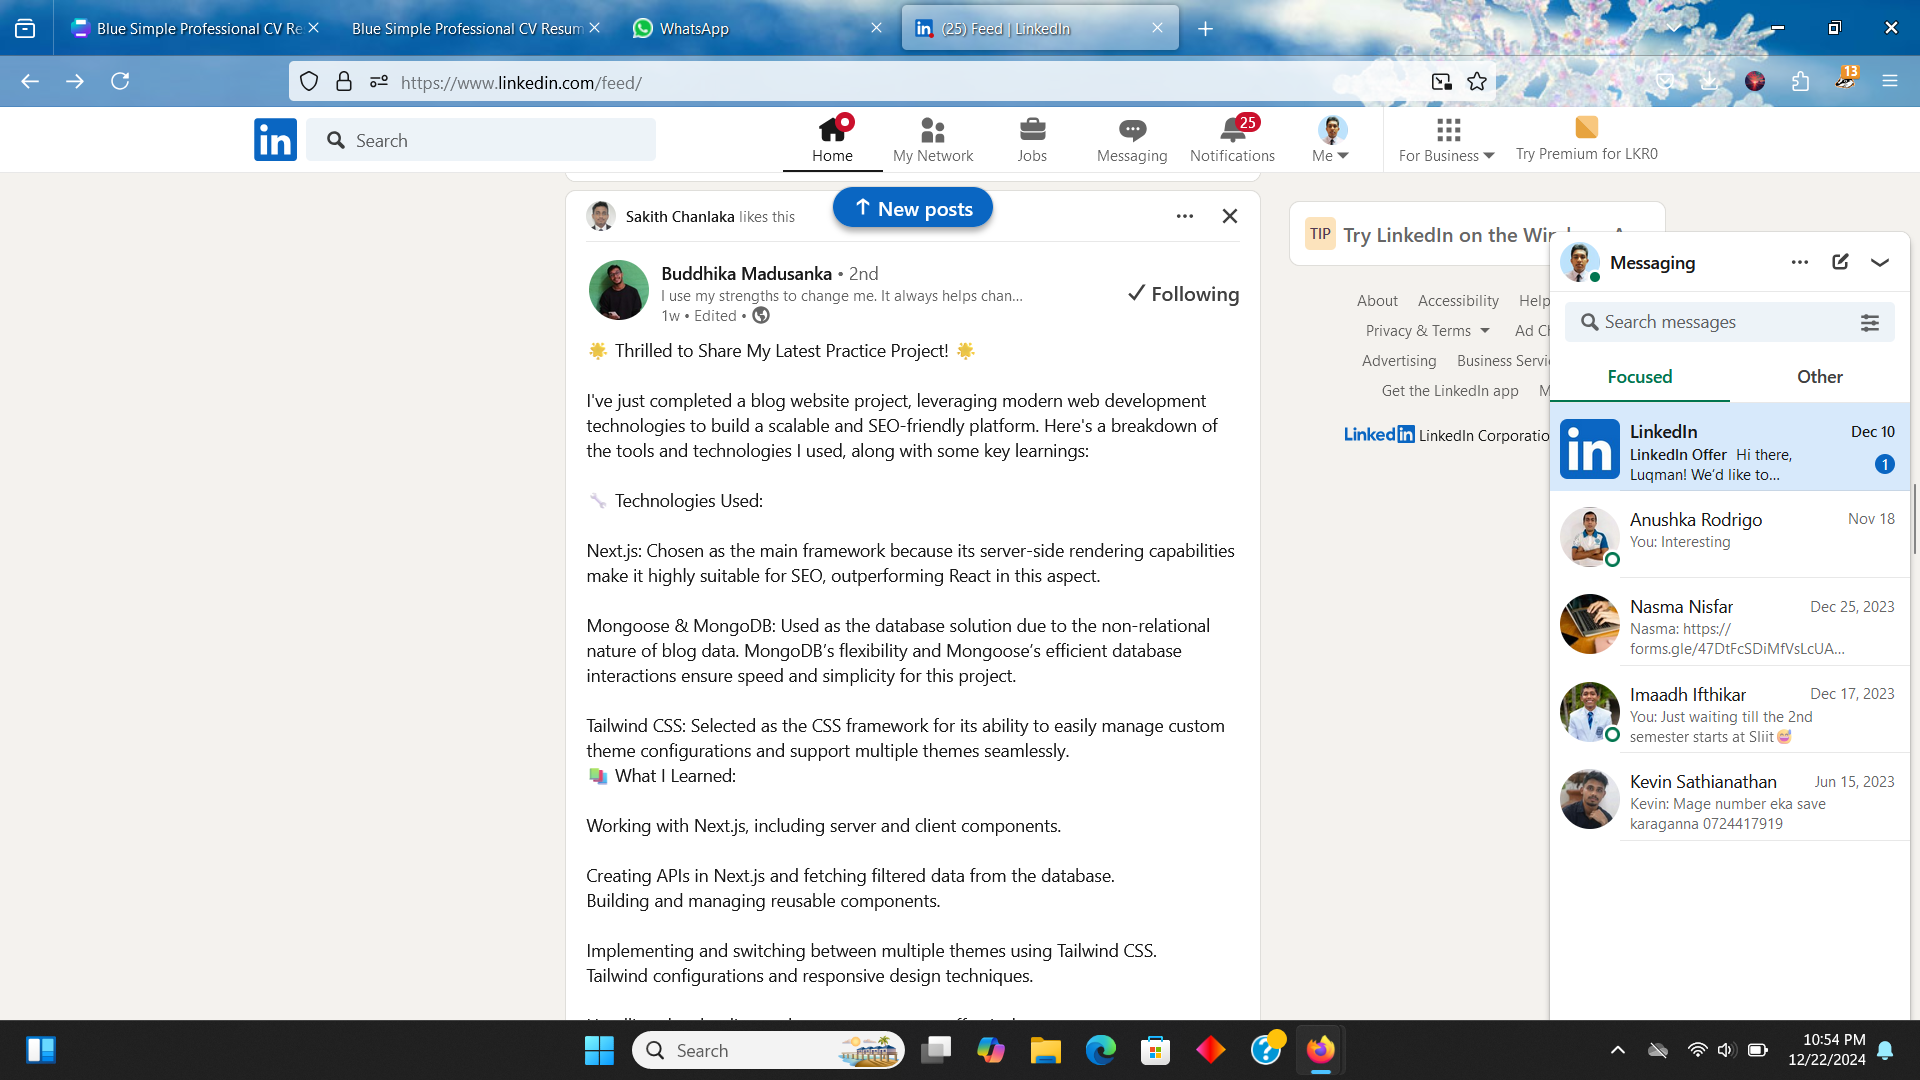 Blue Simple Professional CV Re
Blue Simple Professional CV Resum
WhatsApp
(25) Feed | LinkedIn
https://www.linkedin.com/feed/
13
in
Search
Home
My Network
Jobs
Messaging
25
Notifications
Me
For Business
Try Premium for LKR0
Sakith Chanlaka likes this
↑ New posts
Buddhika Madusanka • 2nd
I use my strengths to change me. It always helps chan...
1w • Edited •
✓ Following
🌟 Thrilled to Share My Latest Practice Project! 🌟
I've just completed a blog website project, leveraging modern web development
technologies to build a scalable and SEO-friendly platform. Here's a breakdown of
the tools and technologies I used, along with some key learnings:
🔧 Technologies Used:
Next.js: Chosen as the main framework because its server-side rendering capabilities
make it highly suitable for SEO, outperforming React in this aspect.
Mongoose & MongoDB: Used as the database solution due to the non-relational
nature of blog data. MongoDB’s flexibility and Mongoose’s efficient database
interactions ensure speed and simplicity for this project.
Tailwind CSS: Selected as the CSS framework for its ability to easily manage custom
theme configurations and support multiple themes seamlessly.
📚 What I Learned:
Working with Next.js, including server and client components.
Creating APIs in Next.js and fetching filtered data from the database.
Building and managing reusable components.
Implementing and switching between multiple themes using Tailwind CSS.
Tailwind configurations and responsive design techniques.
TIP
Try LinkedIn on the
About
Accessibility
Help
Privacy & Terms
Ad
Advertising
Business
Get the LinkedIn app
LinkedIn
LinkedIn Corporatio
Messaging
Search messages
Focused
Other
in
LinkedIn
Dec 10
LinkedIn Offer Hi there,
Luqman! We’d like to...
1
Anushka Rodrigo
Nov 18
You: Interesting
Nasma Nisfar
Dec 25, 2023
Nasma: https://
forms.gle/47DtFcSDiMfVsLcUA...
Imaadh Ifthikar
Dec 17, 2023
You: Just waiting till the 2nd
semester starts at Sliit😅
Kevin Sathianathan
Jun 15, 2023
Kevin: Mage number eka save
karaganna 0724417919
Search
10:54 PM
12/22/2024